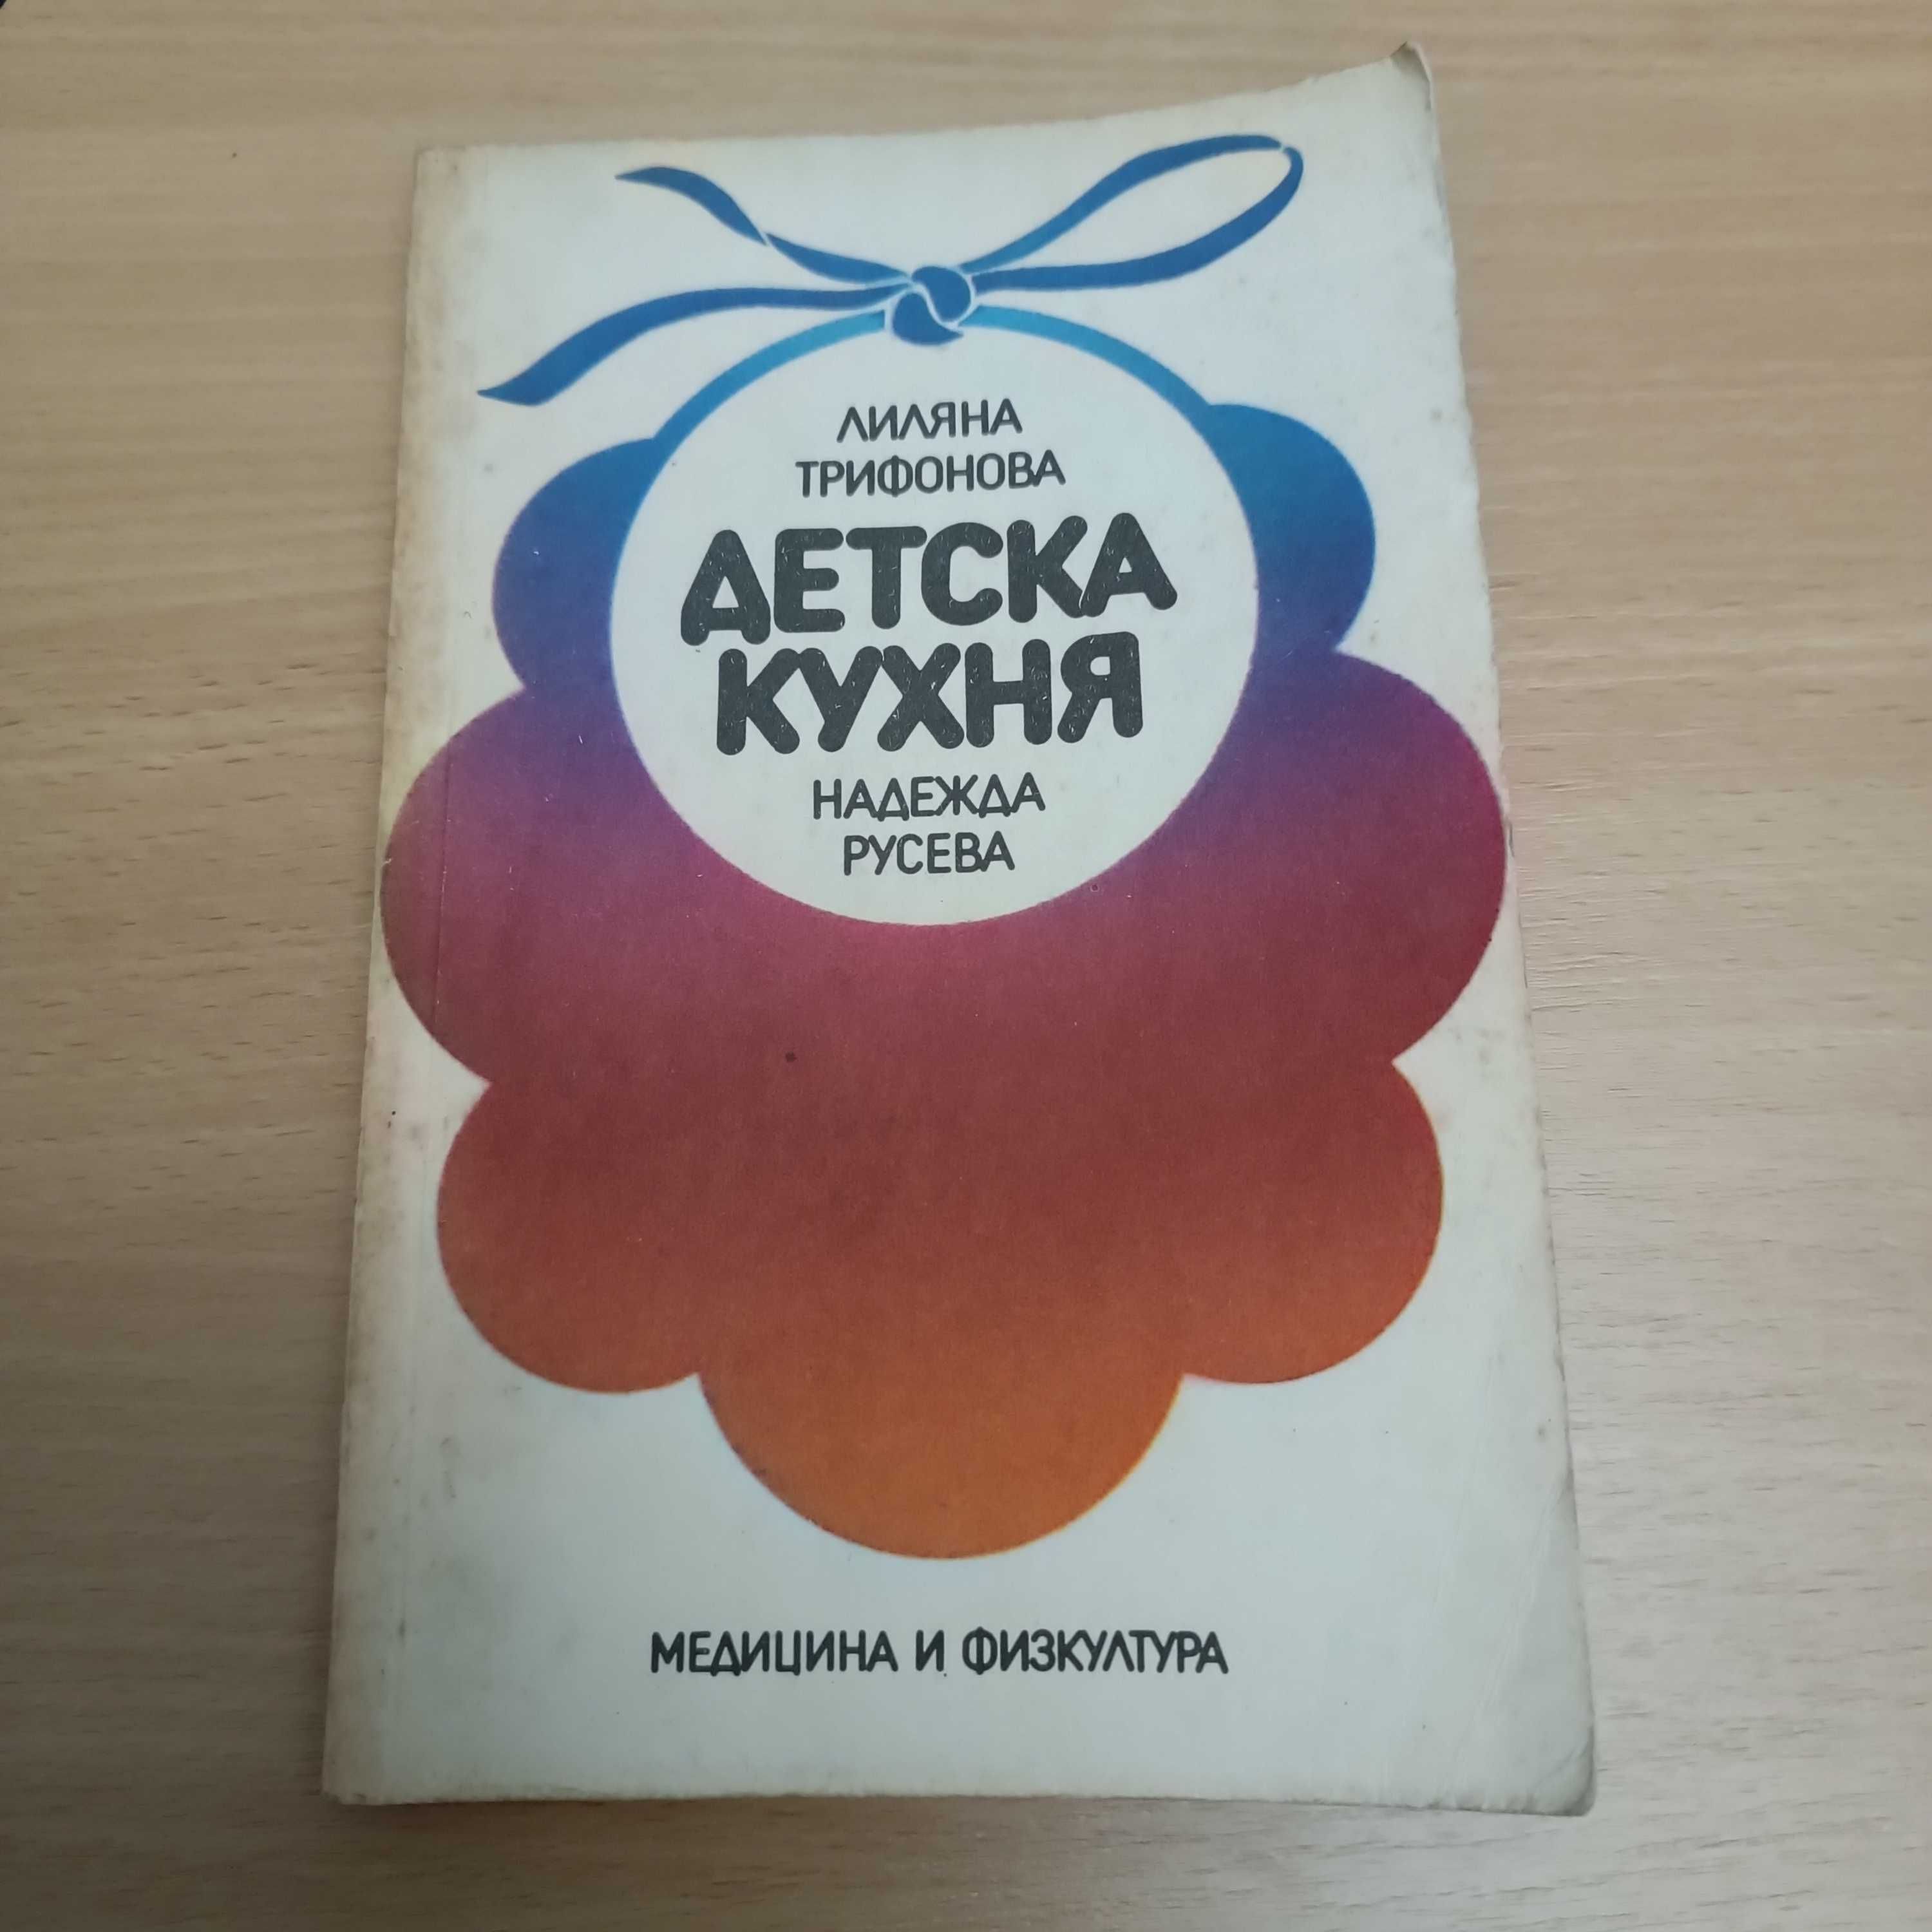 ЛИЛЯНА
ТРИФОНОВА
ДЕТСКА
КУХНЯ
НАДЕЖДА
РУСЕВА
МЕДИЦИНА И ФИЗКУЛТУРА